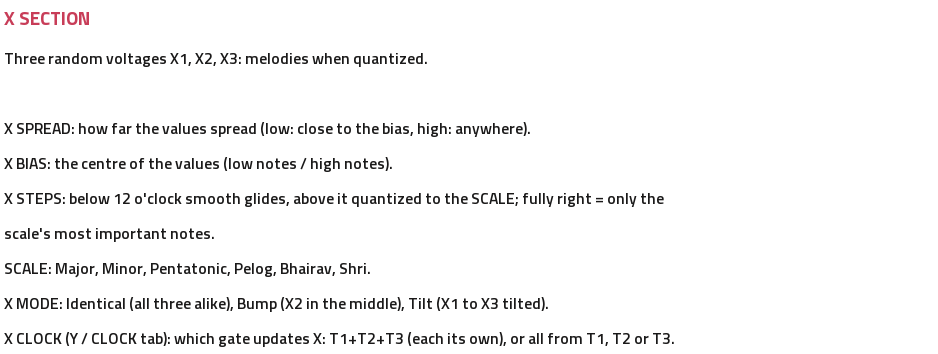 X SECTION
Three random voltages X1, X2, X3: melodies when quantized.
X SPREAD: how far the values spread (low: close to the bias, high: anywhere).
X BIAS: the centre of the values (low notes / high notes).
X STEPS: below 12 o'clock smooth glides, above it quantized to the SCALE; fully right = only the
scale's most important notes.
SCALE: Major, Minor, Pentatonic, Pelog, Bhairav, Shri.
X MODE: Identical (all three alike), Bump (X2 in the middle), Tilt (X1 to X3 tilted).
X CLOCK (Y / CLOCK tab): which gate updates X: T1+T2+T3 (each its own), or all from T1, T2 or T3.